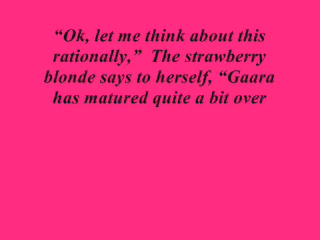 “Ok, let me think about this
rationally,”  The strawberry
blonde says to herself, “Gaara
has matured quite a bit over